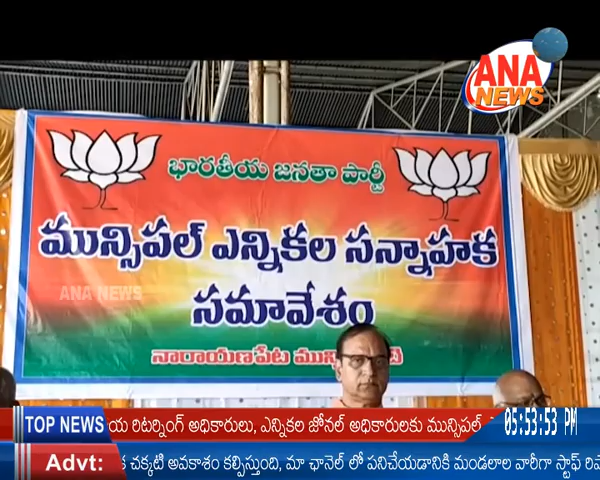 ANA
NEWS
భారతీయ జనతా పార్టీ
మున్సిపల్ ఎన్నికల సన్నాహక
ANA NEWS
సమావేశం
నారాయణపేట
TOP NEWS
రిటర్నింగ్ అధికారులు, ఎన్నికల జోనల్ అధికారులకు మున్సిపల్
05:53:53 PM
Advt:
చక్కటి అవకాశం కల్పిస్తుంది, మా ఛానెల్ లో పనిచేయడానికి మండలాల వారీగా స్టాఫ్